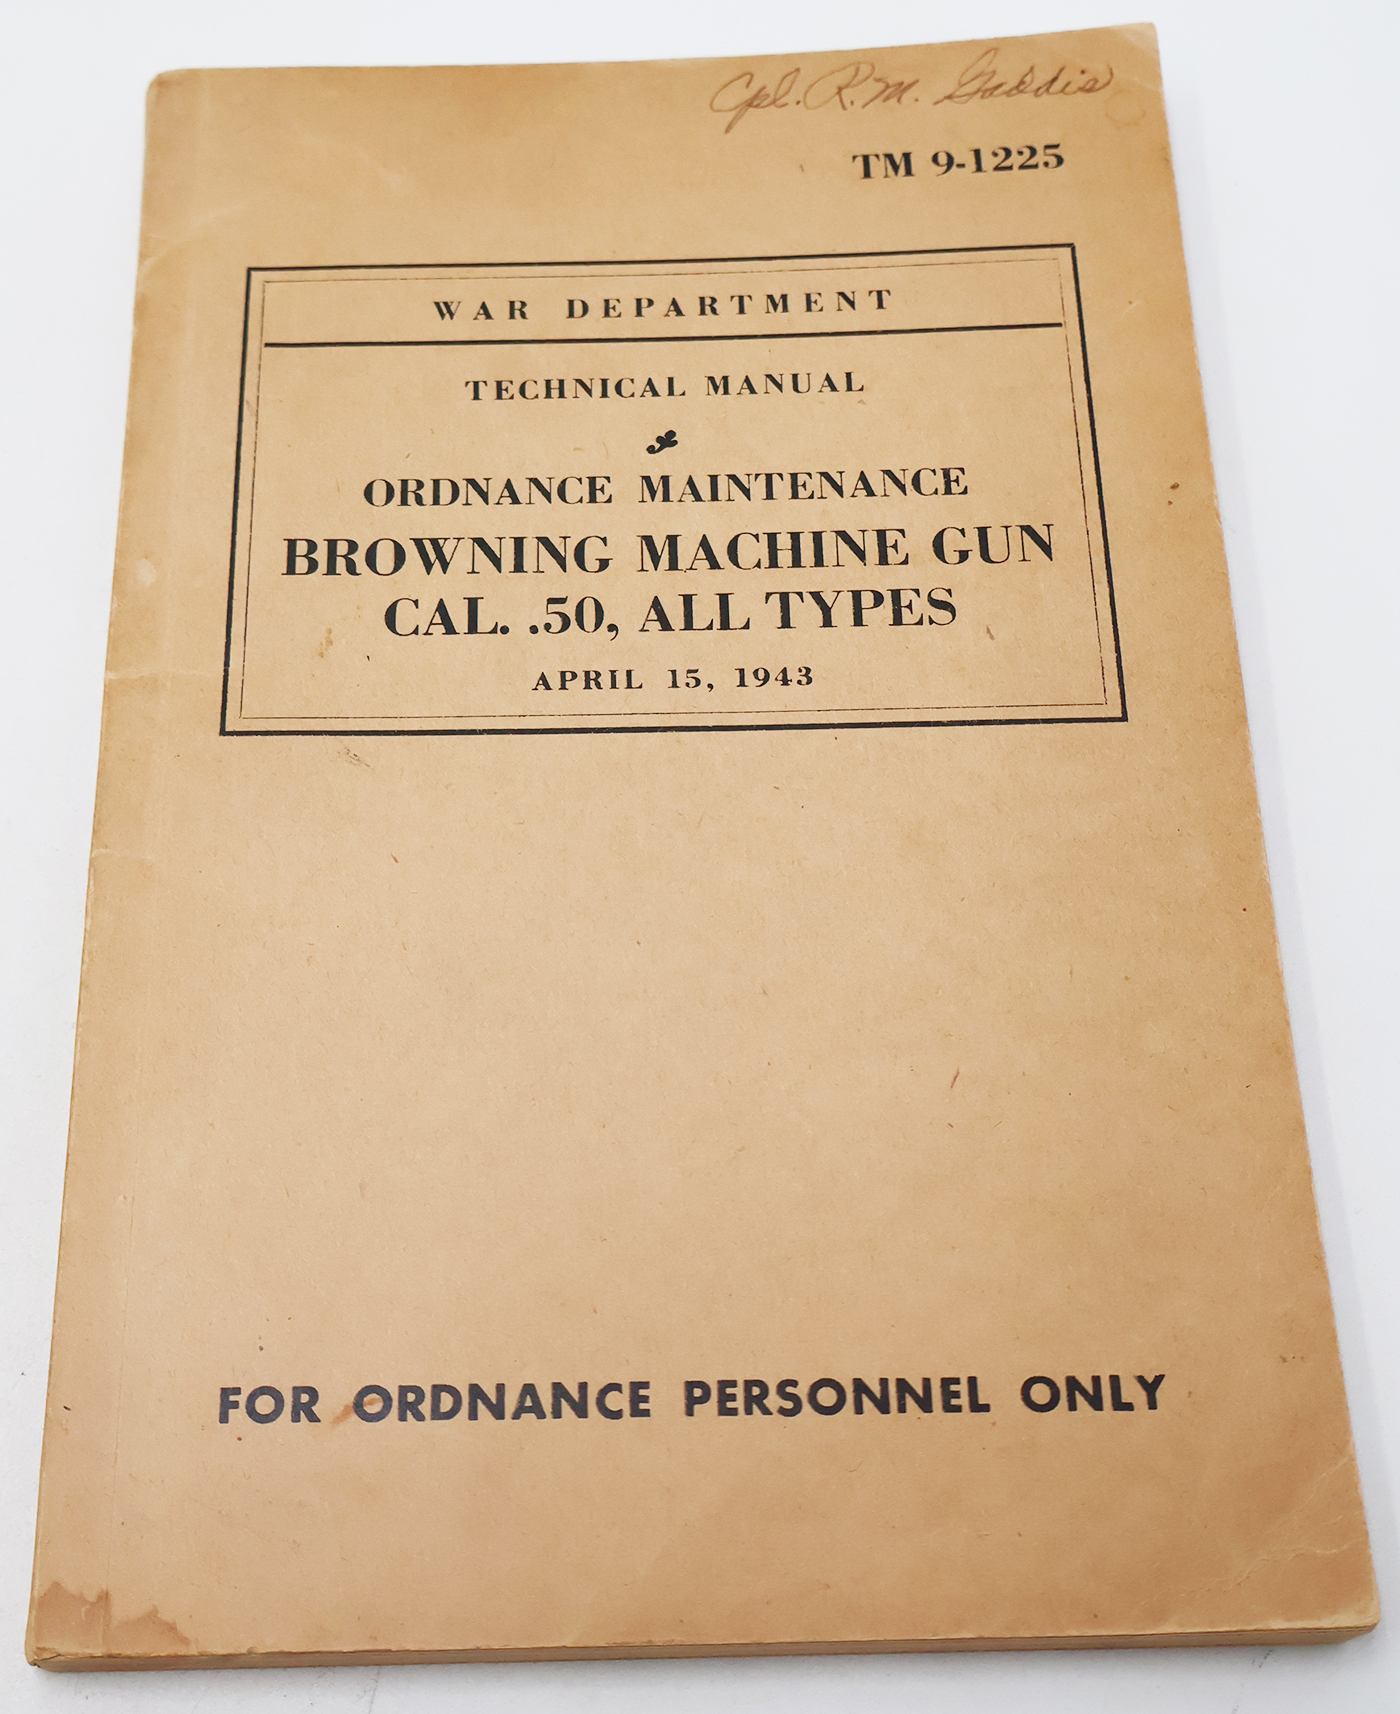 Cpl. R. M. Gaddis
TM 9-1225
WAR DEPARTMENT
TECHNICAL MANUAL
ORDNANCE MAINTENANCE
BROWNING MACHINE GUN
CAL. .50, ALL TYPES
APRIL 15, 1943
FOR ORDNANCE PERSONNEL ONLY